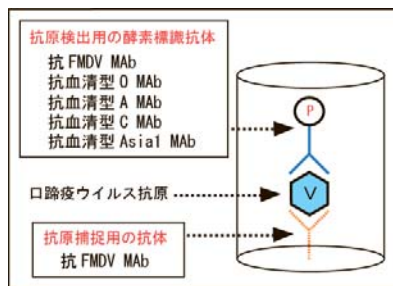 抗原検出用の酵素標識抗体
抗 FMDV MAb
抗血清型 O MAb
抗血清型 A MAb
抗血清型 C MAb
抗血清型 Asia1 MAb
P
口蹄疫ウイルス抗原
V
抗原捕捉用の抗体
抗 FMDV MAb